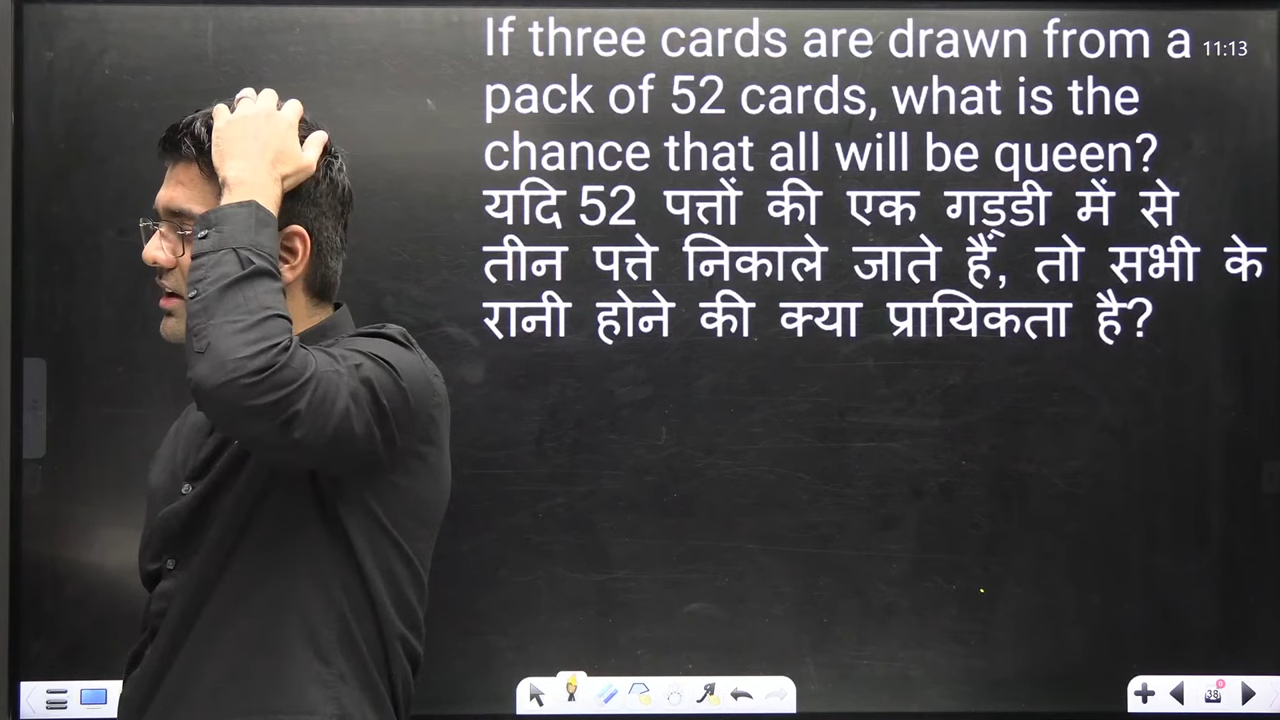 If three cards are drawn from a 11:13
pack of 52 cards, what is the
chance that all will be queen?
यदि 52 पत्तों की एक गड्डी में से
तीन पत्ते निकाले जाते हैं, तो सभी के
रानी होने की क्या प्रायिकता है?
38